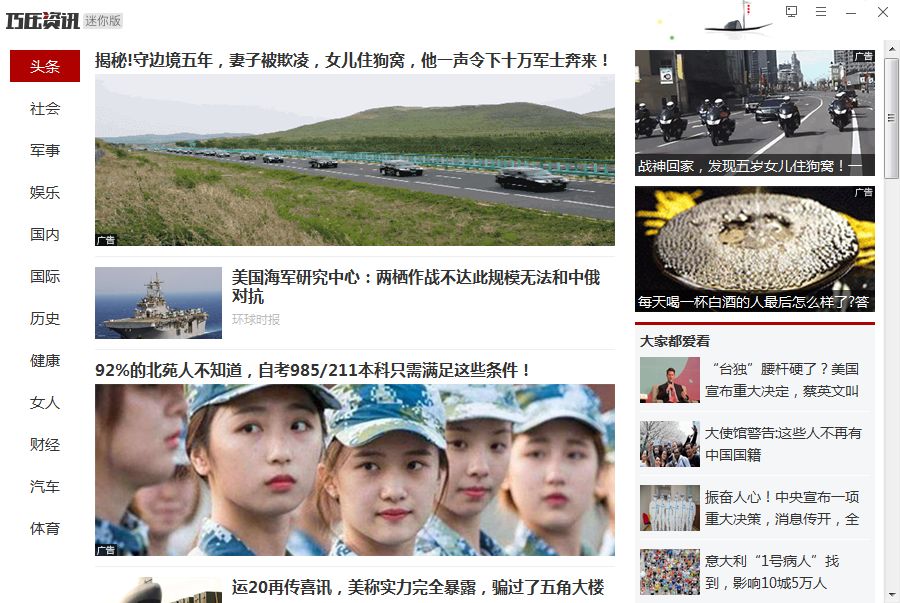 巧压资讯 迷你版
头条
社会
军事
娱乐
国内
国际
历史
健康
女人
财经
汽车
体育
揭秘!守边境五年，妻子被欺凌，女儿住狗窝，他一声令下十万军士奔来！
广告
美国海军研究中心：两栖作战不达此规模无法和中俄
对抗
环球时报
92%的北苑人不知道，自考985/211本科只需满足这些条件！
广告
运20再传喜讯，美称实力完全暴露，骗过了五角大楼
广告
战神回家，发现五岁女儿住狗窝！一
广告
每天喝一杯白酒的人最后怎么样了?答
大家都爱看
“台独”腰杆硬了？美国
宣布重大决定，蔡英文叫
大使馆警告:这些人不再有
中国国籍
振奋人心！中央宣布一项
重大决策，消息传开，全
意大利“1号病人”找
到，影响10城5万人